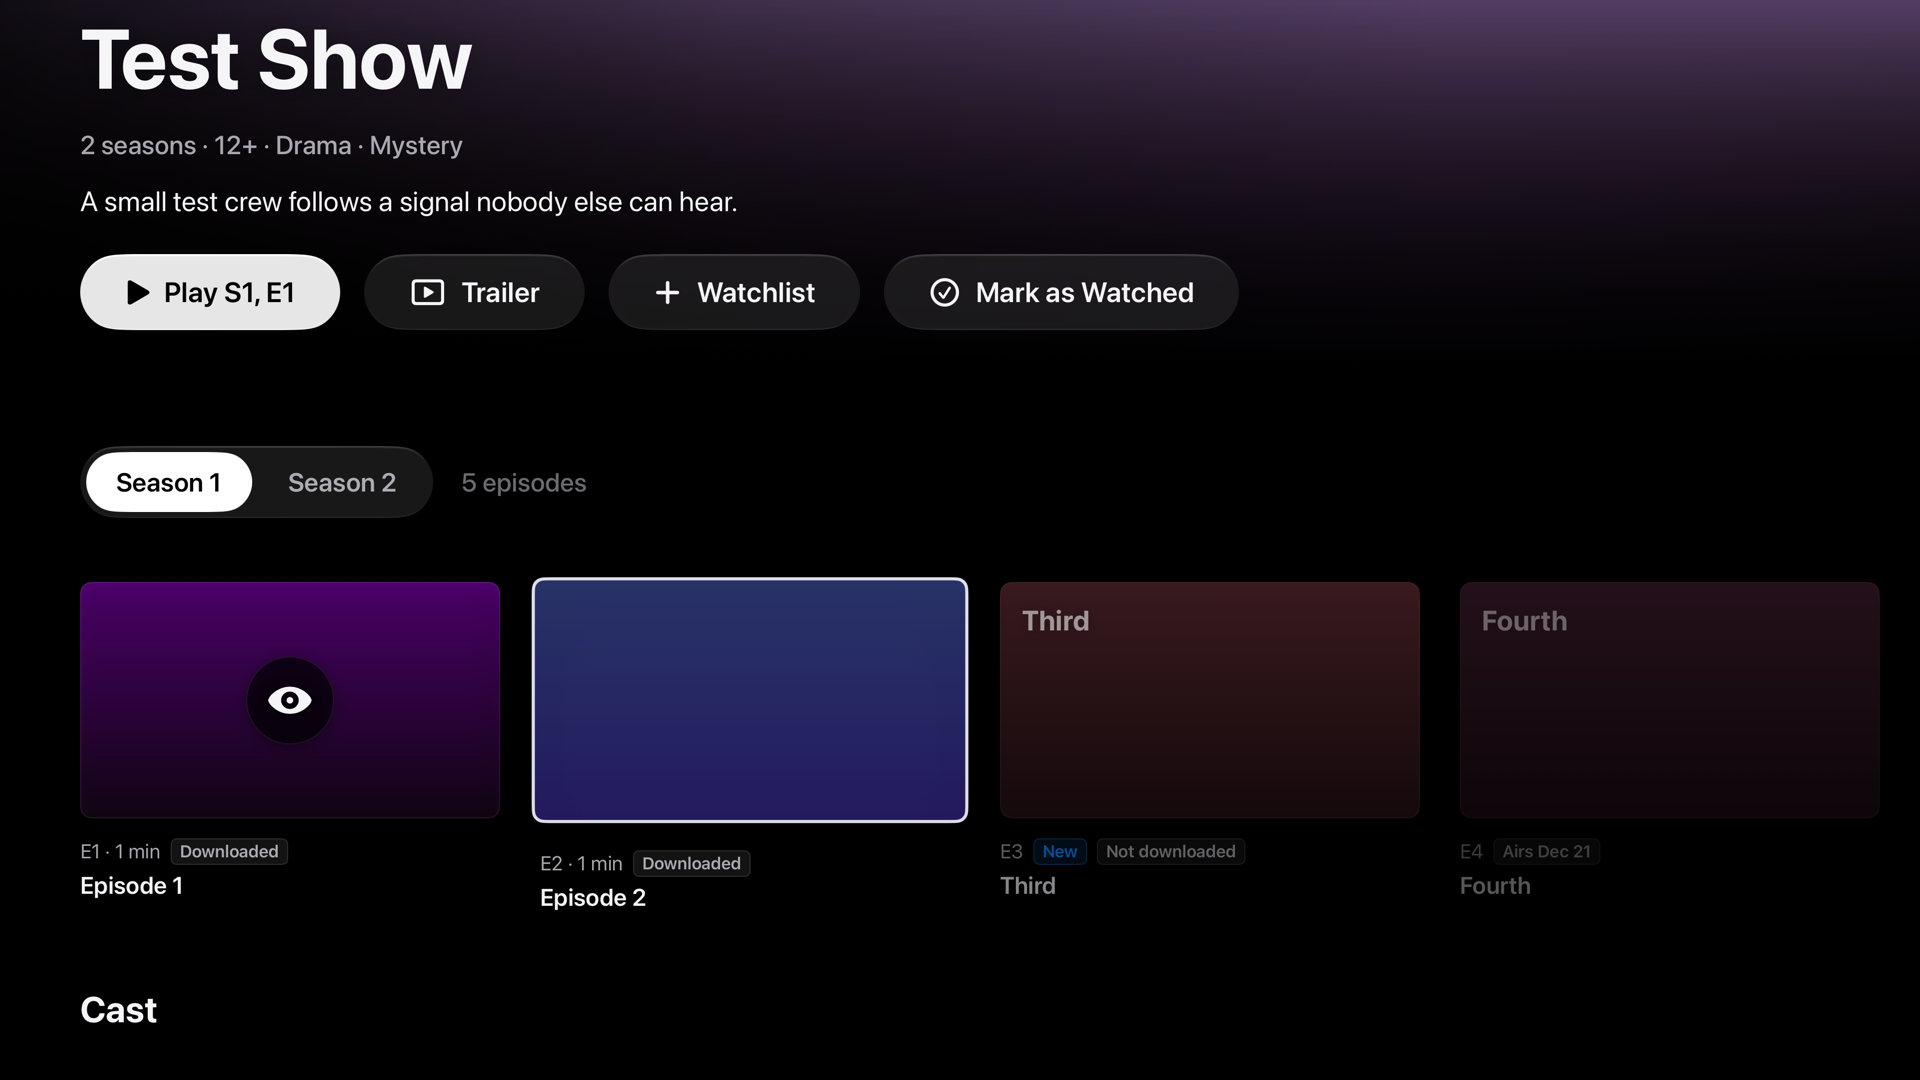 Test Show
2 seasons · 12+ · Drama · Mystery
A small test crew follows a signal nobody else can hear.
Play S1, E1
Trailer
Watchlist
Mark as Watched
Season 1
Season 2
5 episodes
Third
Fourth
E1 · 1 min Downloaded
Episode 1
E2 · 1 min Downloaded
Episode 2
E3 New Not downloaded
Third
E4 Airs Dec 21
Fourth
Cast